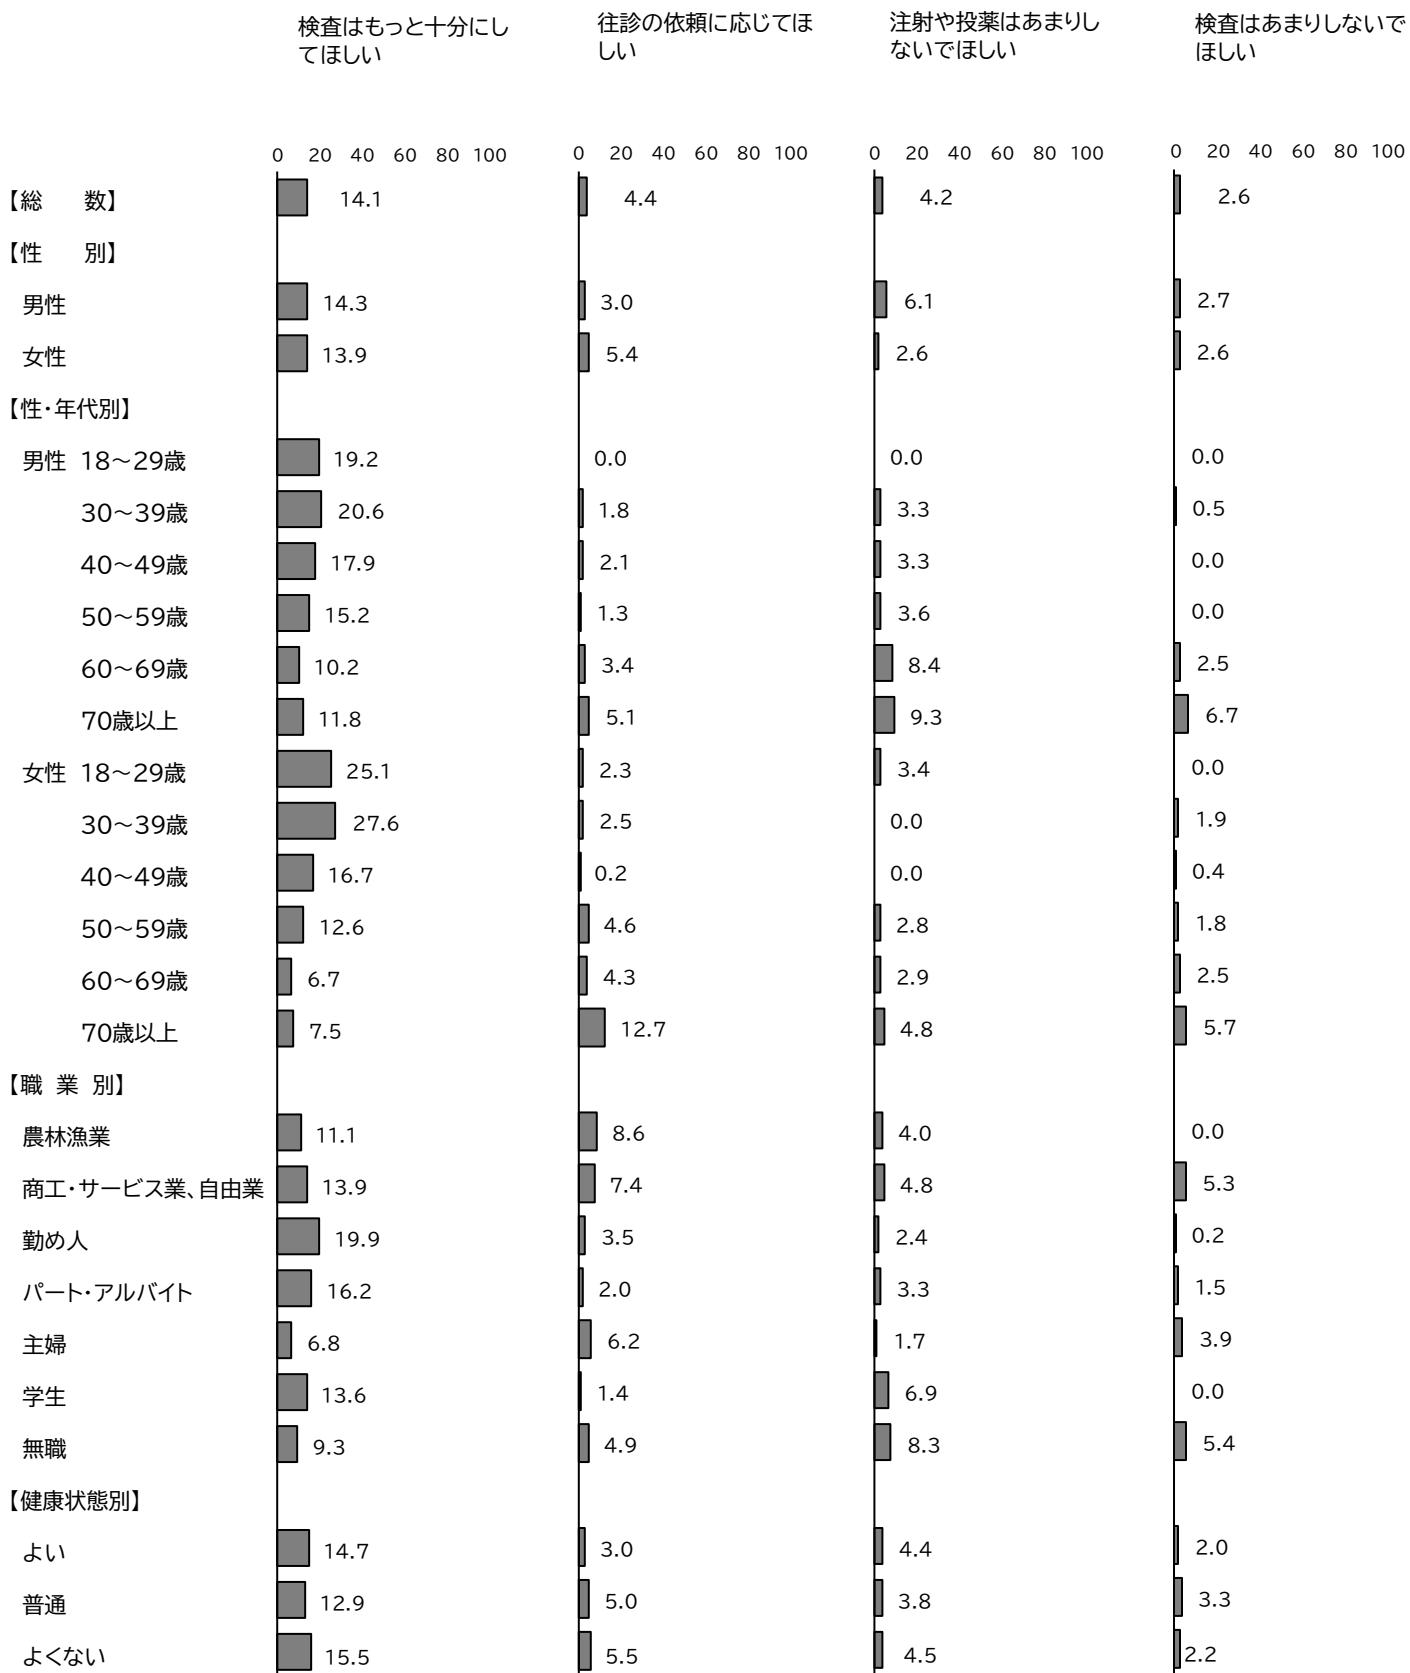 検査はもっと十分にし
てほしい
往診の依頼に応じてほ
しい
注射や投薬はあまりし
ないでほしい
検査はあまりしないで
ほしい
0 20 40 60 80 100 0 20 40 60 80 100 0 20 40 60 80 100 0 20 40 60 80 100
【総　数】 14.1 4.4 4.2 2.6
【性　別】
男性 14.3 3.0 6.1 2.7
女性 13.9 5.4 2.6 2.6
【性・年代別】
男性 18～29歳 19.2 0.0 0.0 0.0
30～39歳 20.6 1.8 3.3 0.5
40～49歳 17.9 2.1 3.3 0.0
50～59歳 15.2 1.3 3.6 0.0
60～69歳 10.2 3.4 8.4 2.5
70歳以上 11.8 5.1 9.3 6.7
女性 18～29歳 25.1 2.3 3.4 0.0
30～39歳 27.6 2.5 0.0 1.9
40～49歳 16.7 0.2 0.0 0.4
50～59歳 12.6 4.6 2.8 1.8
60～69歳 6.7 4.3 2.9 2.5
70歳以上 7.5 12.7 4.8 5.7
【職 業 別】
農林漁業 11.1 8.6 4.0 0.0
商工・サービス業、自由業 13.9 7.4 4.8 5.3
勤め人 19.9 3.5 2.4 0.2
パート・アルバイト 16.2 2.0 3.3 1.5
主婦 6.8 6.2 1.7 3.9
学生 13.6 1.4 6.9 0.0
無職 9.3 4.9 8.3 5.4
【健康状態別】
よい 14.7 3.0 4.4 2.0
普通 12.9 5.0 3.8 3.3
よくない 15.5 5.5 4.5 2.2